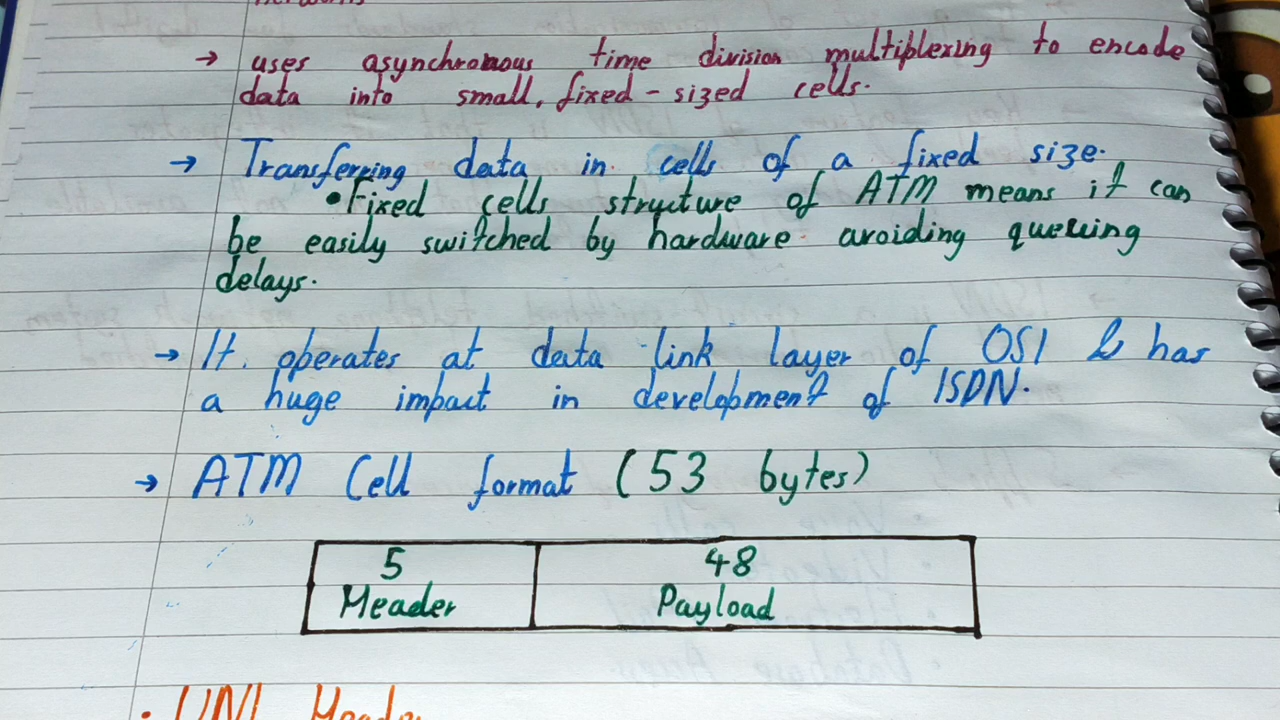 → uses asynchronous time division multiplexing to encode
data into small, fixed-sized cells.
→ Transferring data in cells of a fixed size.
• Fixed cells structure of ATM means it can
be easily switched by hardware avoiding queuing
delays.
→ It operates at data link layer of OSI & has
a huge impact in development of ISDN.
→ ATM Cell format (53 bytes)
5 48
Header Payload
• UNI Header